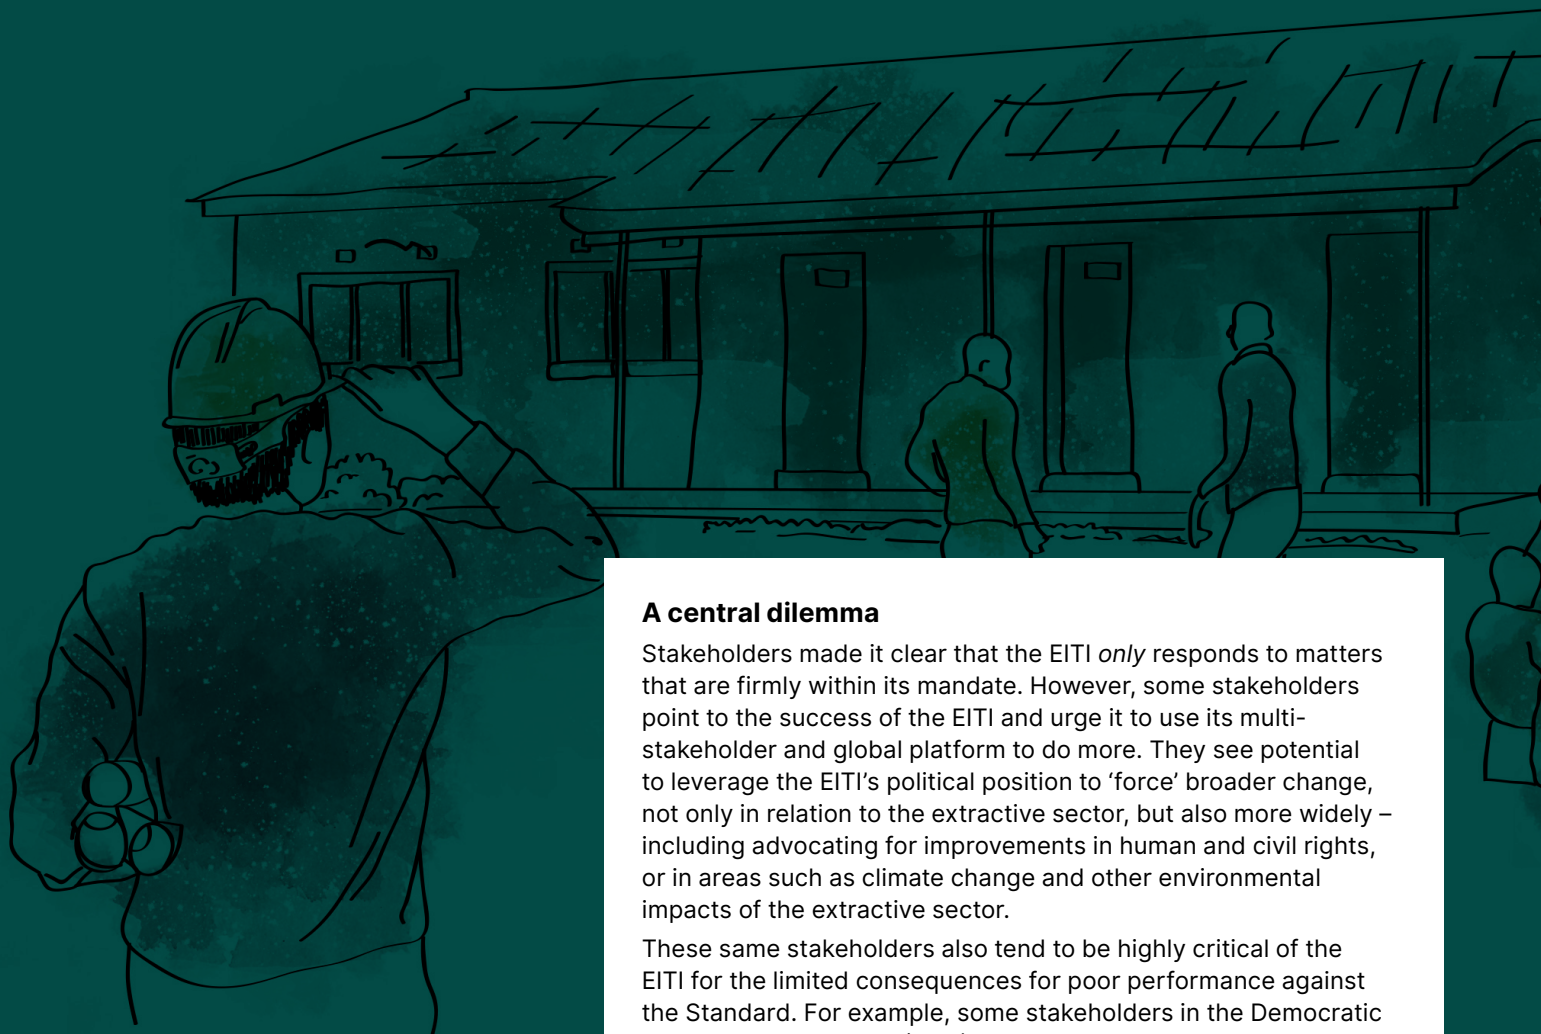 A central dilemma
Stakeholders made it clear that the EITI only responds to matters
that are firmly within its mandate. However, some stakeholders
point to the success of the EITI and urge it to use its multi-
stakeholder and global platform to do more. They see potential
to leverage the EITI’s political position to ‘force’ broader change,
not only in relation to the extractive sector, but also more widely –
including advocating for improvements in human and civil rights,
or in areas such as climate change and other environmental
impacts of the extractive sector.
These same stakeholders also tend to be highly critical of the
EITI for the limited consequences for poor performance against
the Standard. For example, some stakeholders in the Democratic